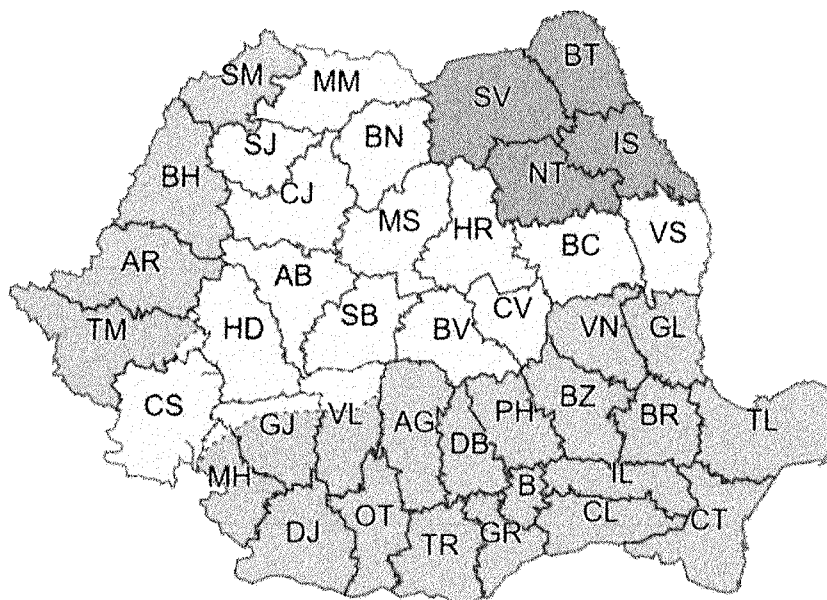 BT
SM
MM
SV
BN
SJ
IS
BH
NT
CJ
MS
HR
BC
VS
AR
AB
CV
TM
HD
SB
BV
VN
GL
CS
VL
GJ
AG
PH
BZ
BR
TL
DB
MH
IL
B
OT
CL
CT
DJ
TR
GR